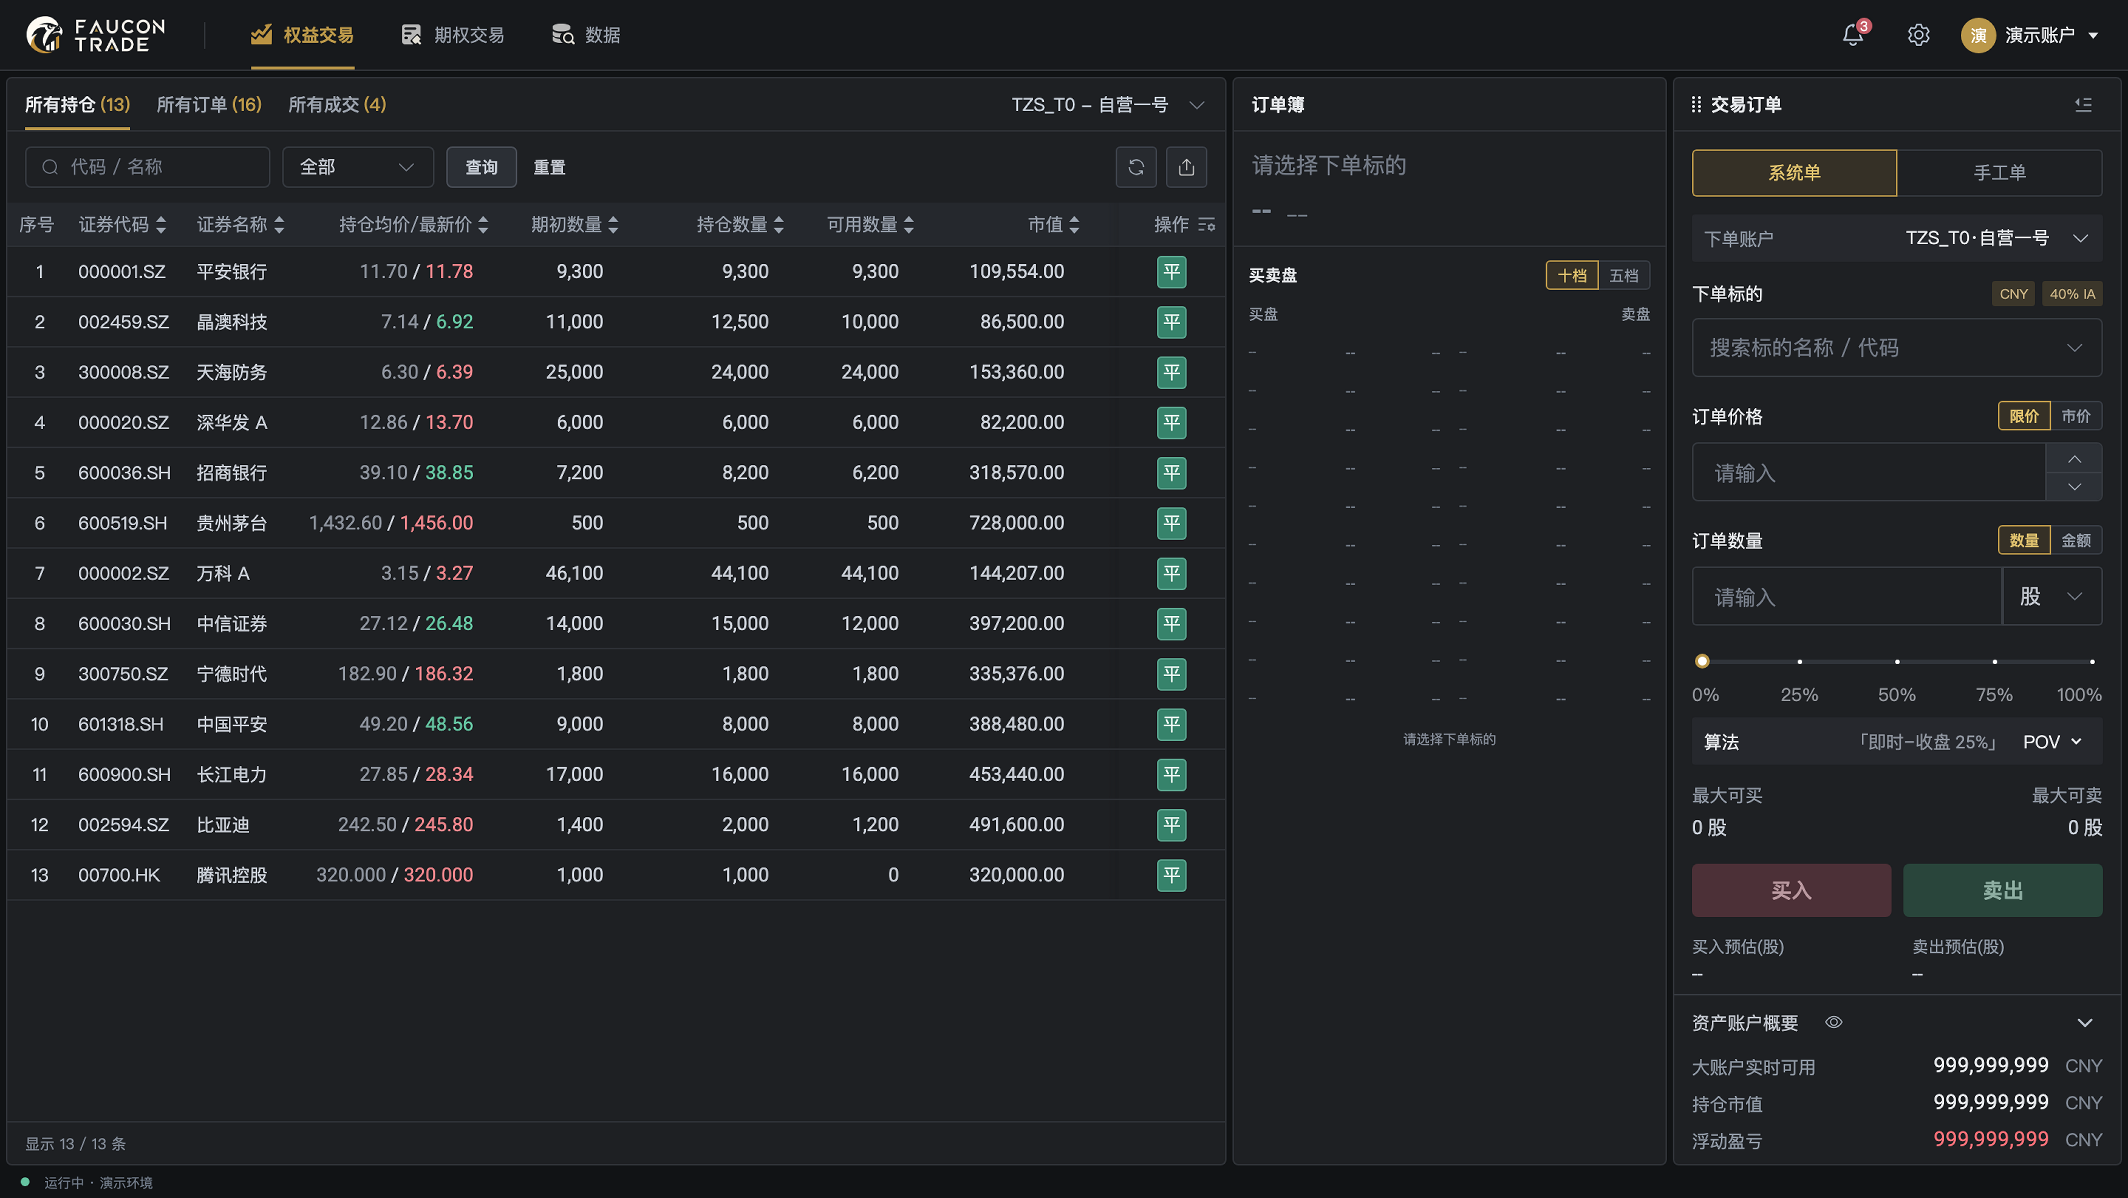 FAUCON TRADE 权益交易 期权交易 数据 3 演 演示账户
所有持仓 (13) 所有订单 (16) 所有成交 (4) TZS_T0 – 自营一号
代码 / 名称 全部 查询 重置
序号 证券代码 证券名称 持仓均价/最新价 期初数量 持仓数量 可用数量 市值 操作
1 000001.SZ 平安银行 11.70 / 11.78 9,300 9,300 9,300 109,554.00 平
2 002459.SZ 晶澳科技 7.14 / 6.92 11,000 12,500 10,000 86,500.00 平
3 300008.SZ 天海防务 6.30 / 6.39 25,000 24,000 24,000 153,360.00 平
4 000020.SZ 深华发 A 12.86 / 13.70 6,000 6,000 6,000 82,200.00 平
5 600036.SH 招商银行 39.10 / 38.85 7,200 8,200 6,200 318,570.00 平
6 600519.SH 贵州茅台 1,432.60 / 1,456.00 500 500 500 728,000.00 平
7 000002.SZ 万科 A 3.15 / 3.27 46,100 44,100 44,100 144,207.00 平
8 600030.SH 中信证券 27.12 / 26.48 14,000 15,000 12,000 397,200.00 平
9 300750.SZ 宁德时代 182.90 / 186.32 1,800 1,800 1,800 335,376.00 平
10 601318.SH 中国平安 49.20 / 48.56 9,000 8,000 8,000 388,480.00 平
11 600900.SH 长江电力 27.85 / 28.34 17,000 16,000 16,000 453,440.00 平
12 002594.SZ 比亚迪 242.50 / 245.80 1,400 2,000 1,200 491,600.00 平
13 00700.HK 腾讯控股 320.000 / 320.000 1,000 1,000 0 320,000.00 平
显示 13 / 13 条
运行中 · 演示环境
订单簿
请选择下单标的
-- --
买卖盘 十档 五档
买盘 卖盘
– -- -- – -- --
– -- -- – -- --
– -- -- – -- --
– -- -- – -- --
– -- -- – -- --
– -- -- – -- --
– -- -- – -- --
– -- -- – -- --
– -- -- – -- --
– -- -- – -- --
请选择下单标的
交易订单
系统单 手工单
下单账户 TZS_T0·自营一号
下单标的 CNY 40% IA
搜索标的名称 / 代码
订单价格 限价 市价
请输入
订单数量 数量 金额
请输入 股
0% 25% 50% 75% 100%
算法 「即时–收盘 25%」 POV
最大可买 最大可卖
0 股 0 股
买入 卖出
买入预估(股) 卖出预估(股)
-- --
资产账户概要
大账户实时可用 999,999,999 CNY
持仓市值 999,999,999 CNY
浮动盈亏 999,999,999 CNY